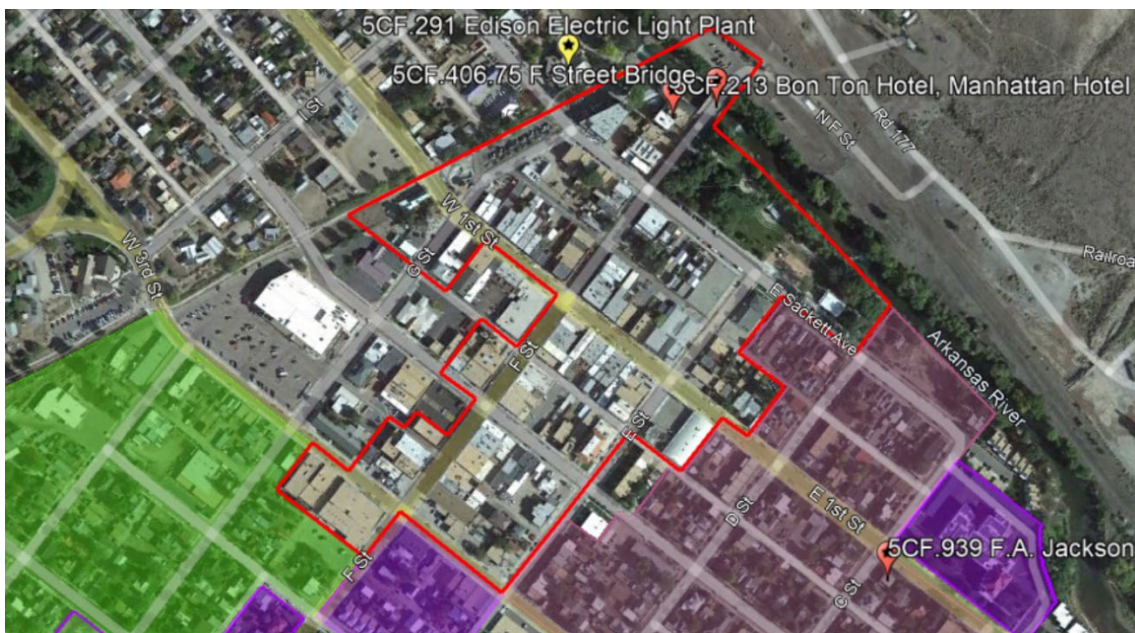 5CF.291 Edison Electric Light Plant
5CF.406.75 F Street Bridge
5CF.213 Bon Ton Hotel, Manhattan Hotel
I St
N F St
Rd 177
W 1st St
W 3rd St
G St
Railroa
E Sackett Ave
Arkansas River
F St
E St
D St
E 1st St
5CF.939 F.A. Jackson
F St
C St